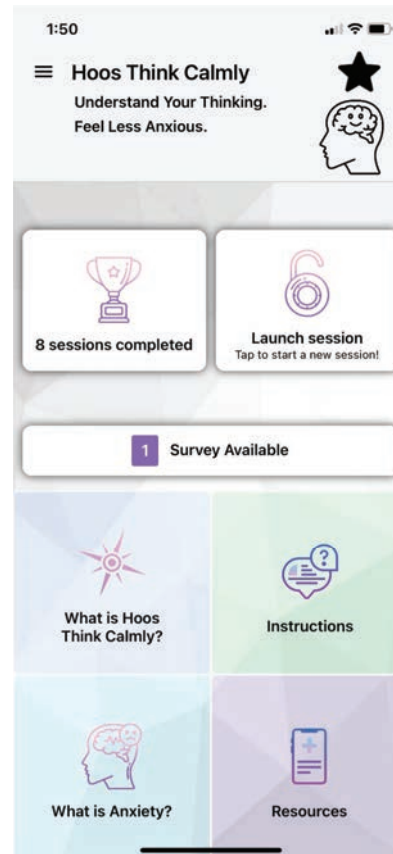 1:50
Hoos Think Calmly
Understand Your Thinking.
Feel Less Anxious.
8 sessions completed
Launch session
Tap to start a new session!
1 Survey Available
What is Hoos
Think Calmly?
?
Instructions
What is Anxiety?
Resources